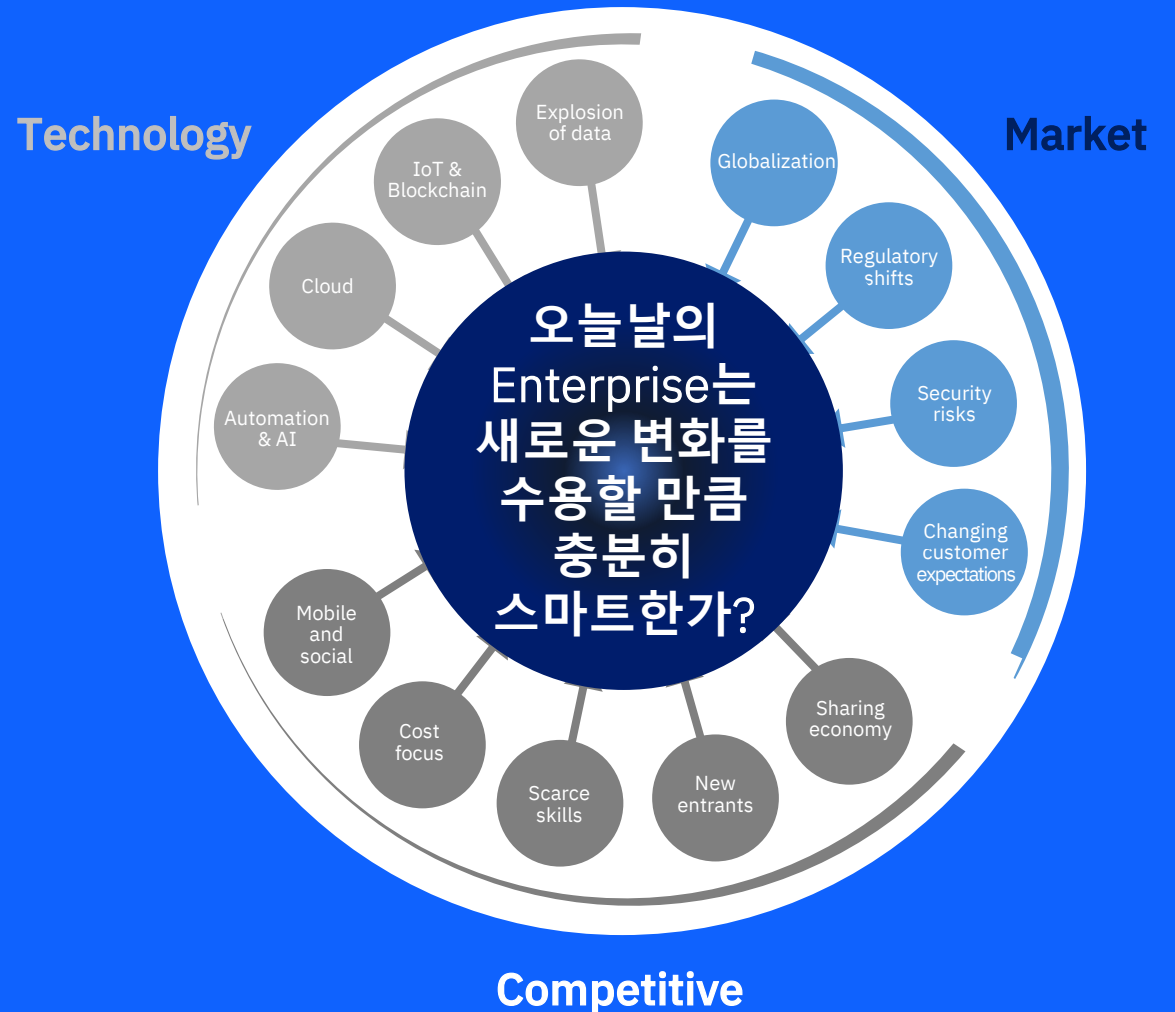 Technology
Market
Explosion
of data
IoT &
Blockchain
Cloud
Automation
& AI
Globalization
Regulatory
shifts
Security
risks
Changing
customer
expectations
오늘날의
Enterprise는
새로운 변화를
수용할 만큼
충분히
스마트한가?
Mobile
and
social
Cost
focus
Scarce
skills
New
entrants
Sharing
economy
Competitive